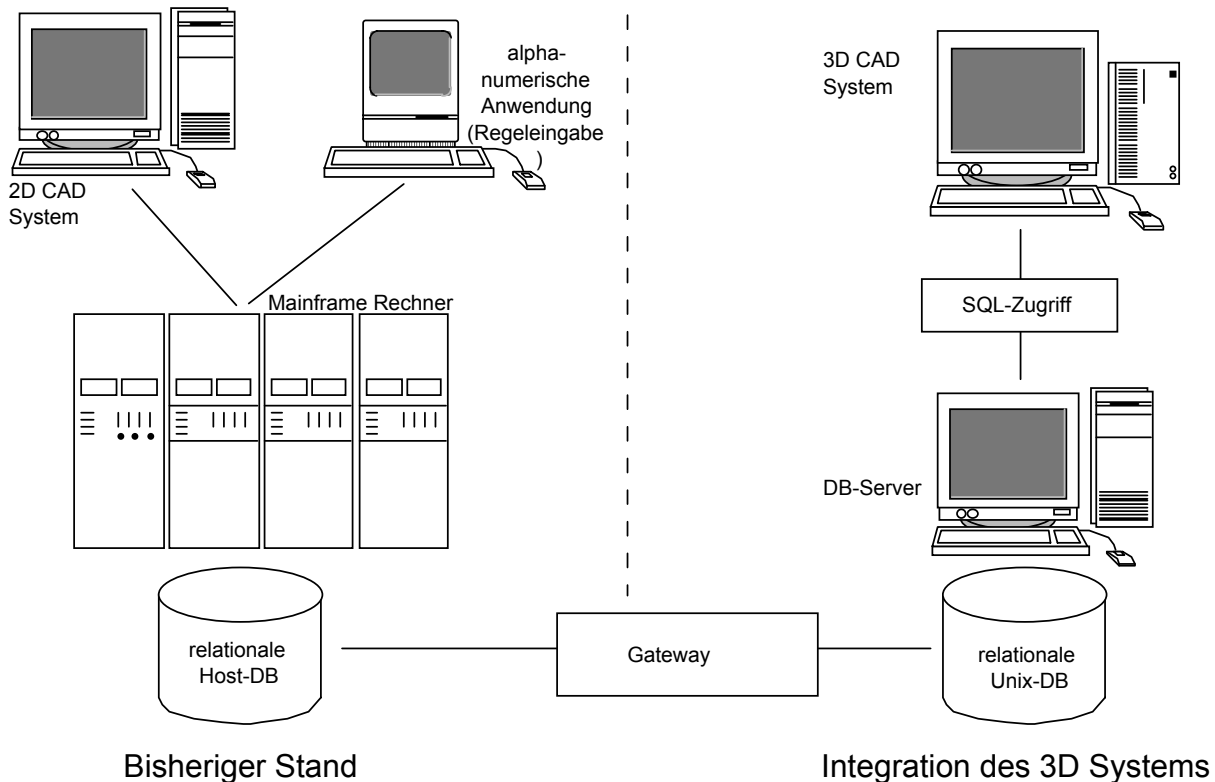 alpha-
numerische
Anwendung
(Regeleingabe
)
2D CAD
System
Mainframe Rechner
relationale
Host-DB
Bisheriger Stand
Gateway
3D CAD
System
SQL-Zugriff
DB-Server
relationale
Unix-DB
Integration des 3D Systems